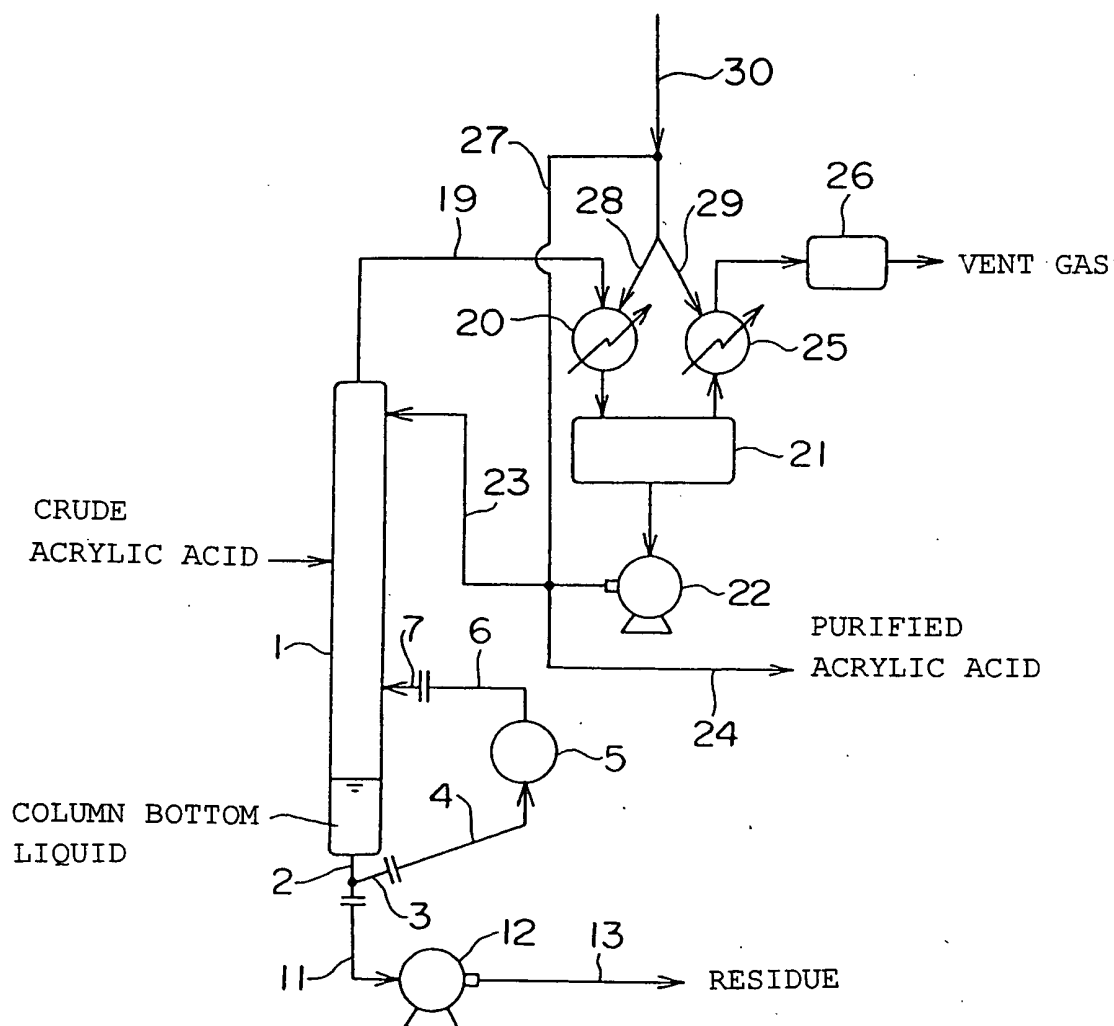 30
27
26
19
28
29
VENT GAS
20
25
21
23
CRUDE
ACRYLIC ACID
22
7
6
PURIFIED
ACRYLIC ACID
1
24
5
4
COLUMN BOTTOM
LIQUID
2
3
12
13
11
RESIDUE